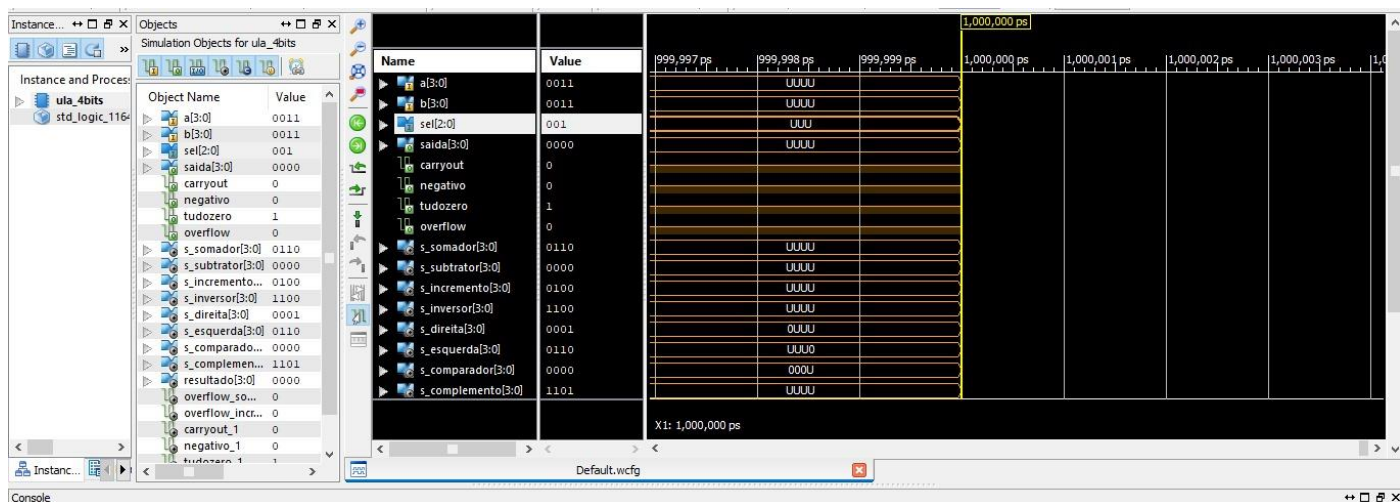 Instance...
Objects
Simulation Objects for ula_4bits
Instance and Process
ula_4bits
std_logic_1164
Object Name Value
a[3:0] 0011
b[3:0] 0011
sel[2:0] 001
saida[3:0] 0000
carryout 0
negativo 0
tudozero 1
overflow 0
s_somador[3:0] 0110
s_subtrator[3:0] 0000
s_incremento... 0100
s_inversor[3:0] 1100
s_direita[3:0] 0001
s_esquerda[3:0] 0110
s_comparado... 0000
s_complemen... 1101
resultado[3:0] 0000
overflow_so... 0
overflow_incr... 0
carryout_1 0
negativo_1 0
tudozero_1 1
1,000,000 ps
Name Value 999,997 ps 999,998 ps 999,999 ps 1,000,000 ps 1,000,001 ps 1,000,002 ps 1,000,003 ps 1,0
a[3:0] 0011 UUUU
b[3:0] 0011 UUUU
sel[2:0] 001 UUU
saida[3:0] 0000 UUUU
carryout 0
negativo 0
tudozero 1
overflow 0
s_somador[3:0] 0110 UUUU
s_subtrator[3:0] 0000 UUUU
s_incremento[3:0] 0100 UUUU
s_inversor[3:0] 1100 UUUU
s_direita[3:0] 0001 0UUU
s_esquerda[3:0] 0110 UUU0
s_comparador[3:0] 0000 000U
s_complemento[3:0] 1101 UUUU
X1: 1,000,000 ps
Instanc...
Default.wcfg
Console